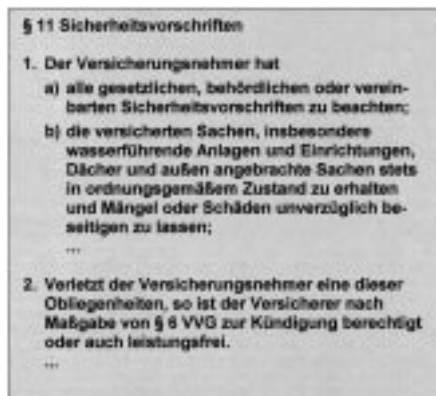 § 11 Sicherheitsvorschriften
1. Der Versicherungsnehmer hat
a) alle gesetzlichen, behördlichen oder verein-
barten Sicherheitsvorschriften zu beachten;
b) die versicherten Sachen, insbesondere
wasserführende Anlagen und Einrichtungen,
Dächer und außen angebrachte Sachen stets
in ordnungsgemäßem Zustand zu erhalten
und Mängel oder Schäden unverzüglich be-
seitigen zu lassen;
...
2. Verletzt der Versicherungsnehmer eine dieser
Obliegenheiten, so ist der Versicherer nach
Maßgabe von § 6 VVG zur Kündigung berechtigt
oder auch leistungsfrei.
...